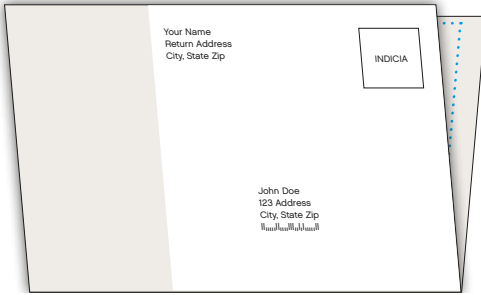 Your Name
Return Address
City, State Zip
INDICIA
John Doe
123 Address
City, State Zip